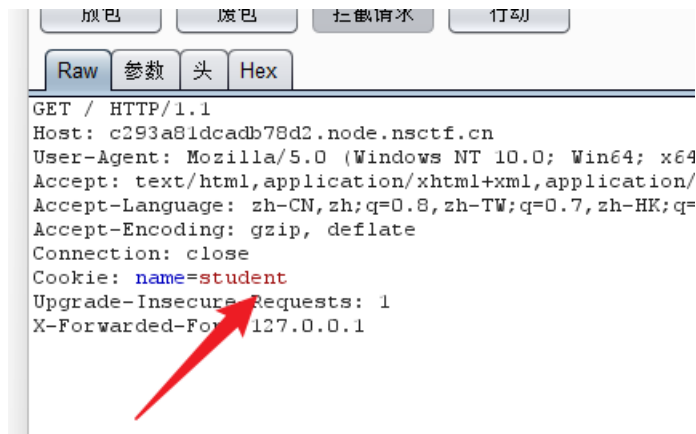 放包 废包 拦截请求 行动
Raw 参数 头 Hex
GET / HTTP/1.1
Host: c293a81dcadb78d2.node.nsctf.cn
User-Agent: Mozilla/5.0 (Windows NT 10.0; Win64; x64
Accept: text/html,application/xhtml+xml,application/
Accept-Language: zh-CN,zh;q=0.8,zh-TW;q=0.7,zh-HK;q=
Accept-Encoding: gzip, deflate
Connection: close
Cookie: name=student
Upgrade-Insecure-Requests: 1
X-Forwarded-For: 127.0.0.1